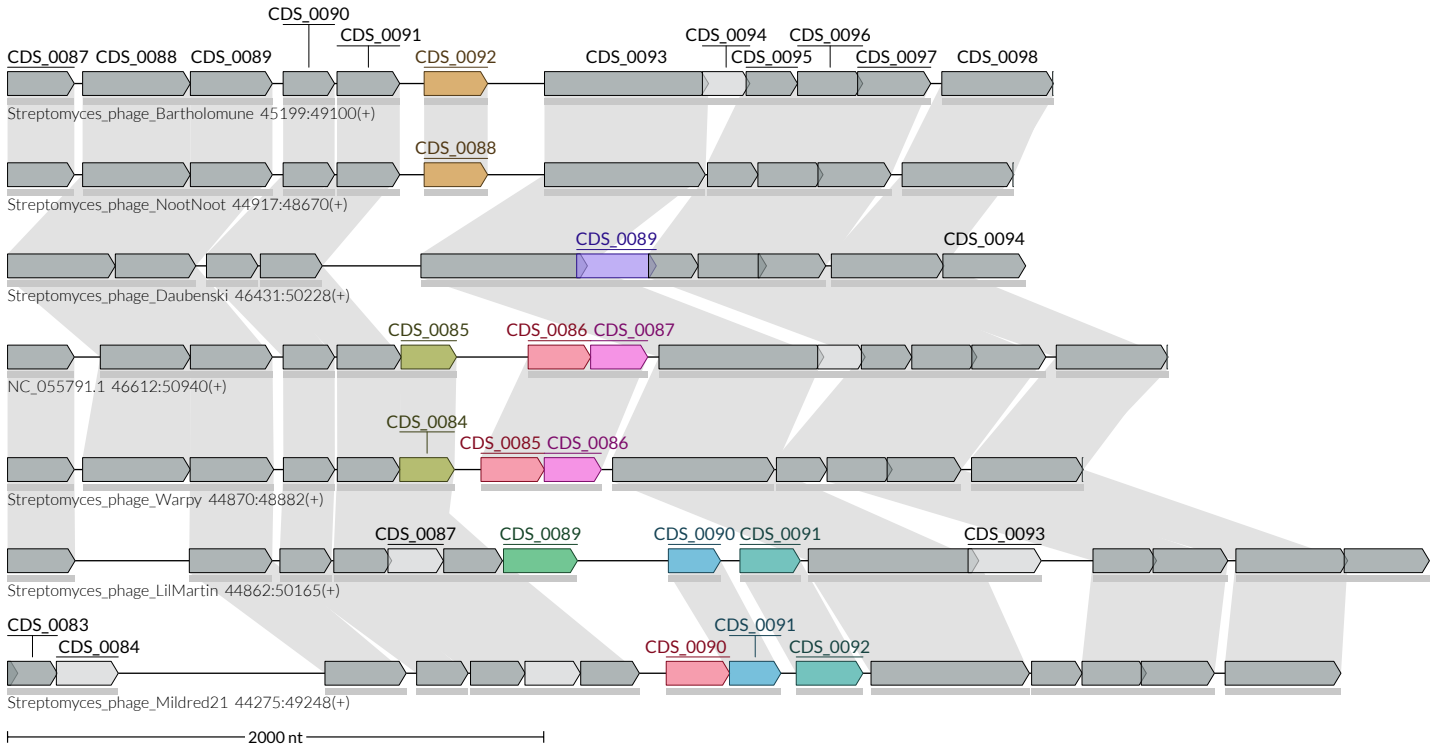 CDS_0090
CDS_0094 CDS_0096
CDS_0091
CDS_0087 CDS_0088 CDS_0089 CDS_0092 CDS_0093 CDS_0095 CDS_0097 CDS_0098
Streptomyces_phage_Bartholomune 45199:49100(+)
CDS_0088
Streptomyces_phage_NootNoot 44917:48670(+)
CDS_0089 CDS_0094
Streptomyces_phage_Daubenski 46431:50228(+)
CDS_0085 CDS_0086 CDS_0087
NC_055791.1 46612:50940(+)
CDS_0084
CDS_0085 CDS_0086
Streptomyces_phage_Warpy 44870:48882(+)
CDS_0087 CDS_0089 CDS_0090 CDS_0091 CDS_0093
Streptomyces_phage_LilMartin 44862:50165(+)
CDS_0083 CDS_0091
CDS_0084 CDS_0090 CDS_0092
Streptomyces_phage_Mildred21 44275:49248(+)
2000 nt